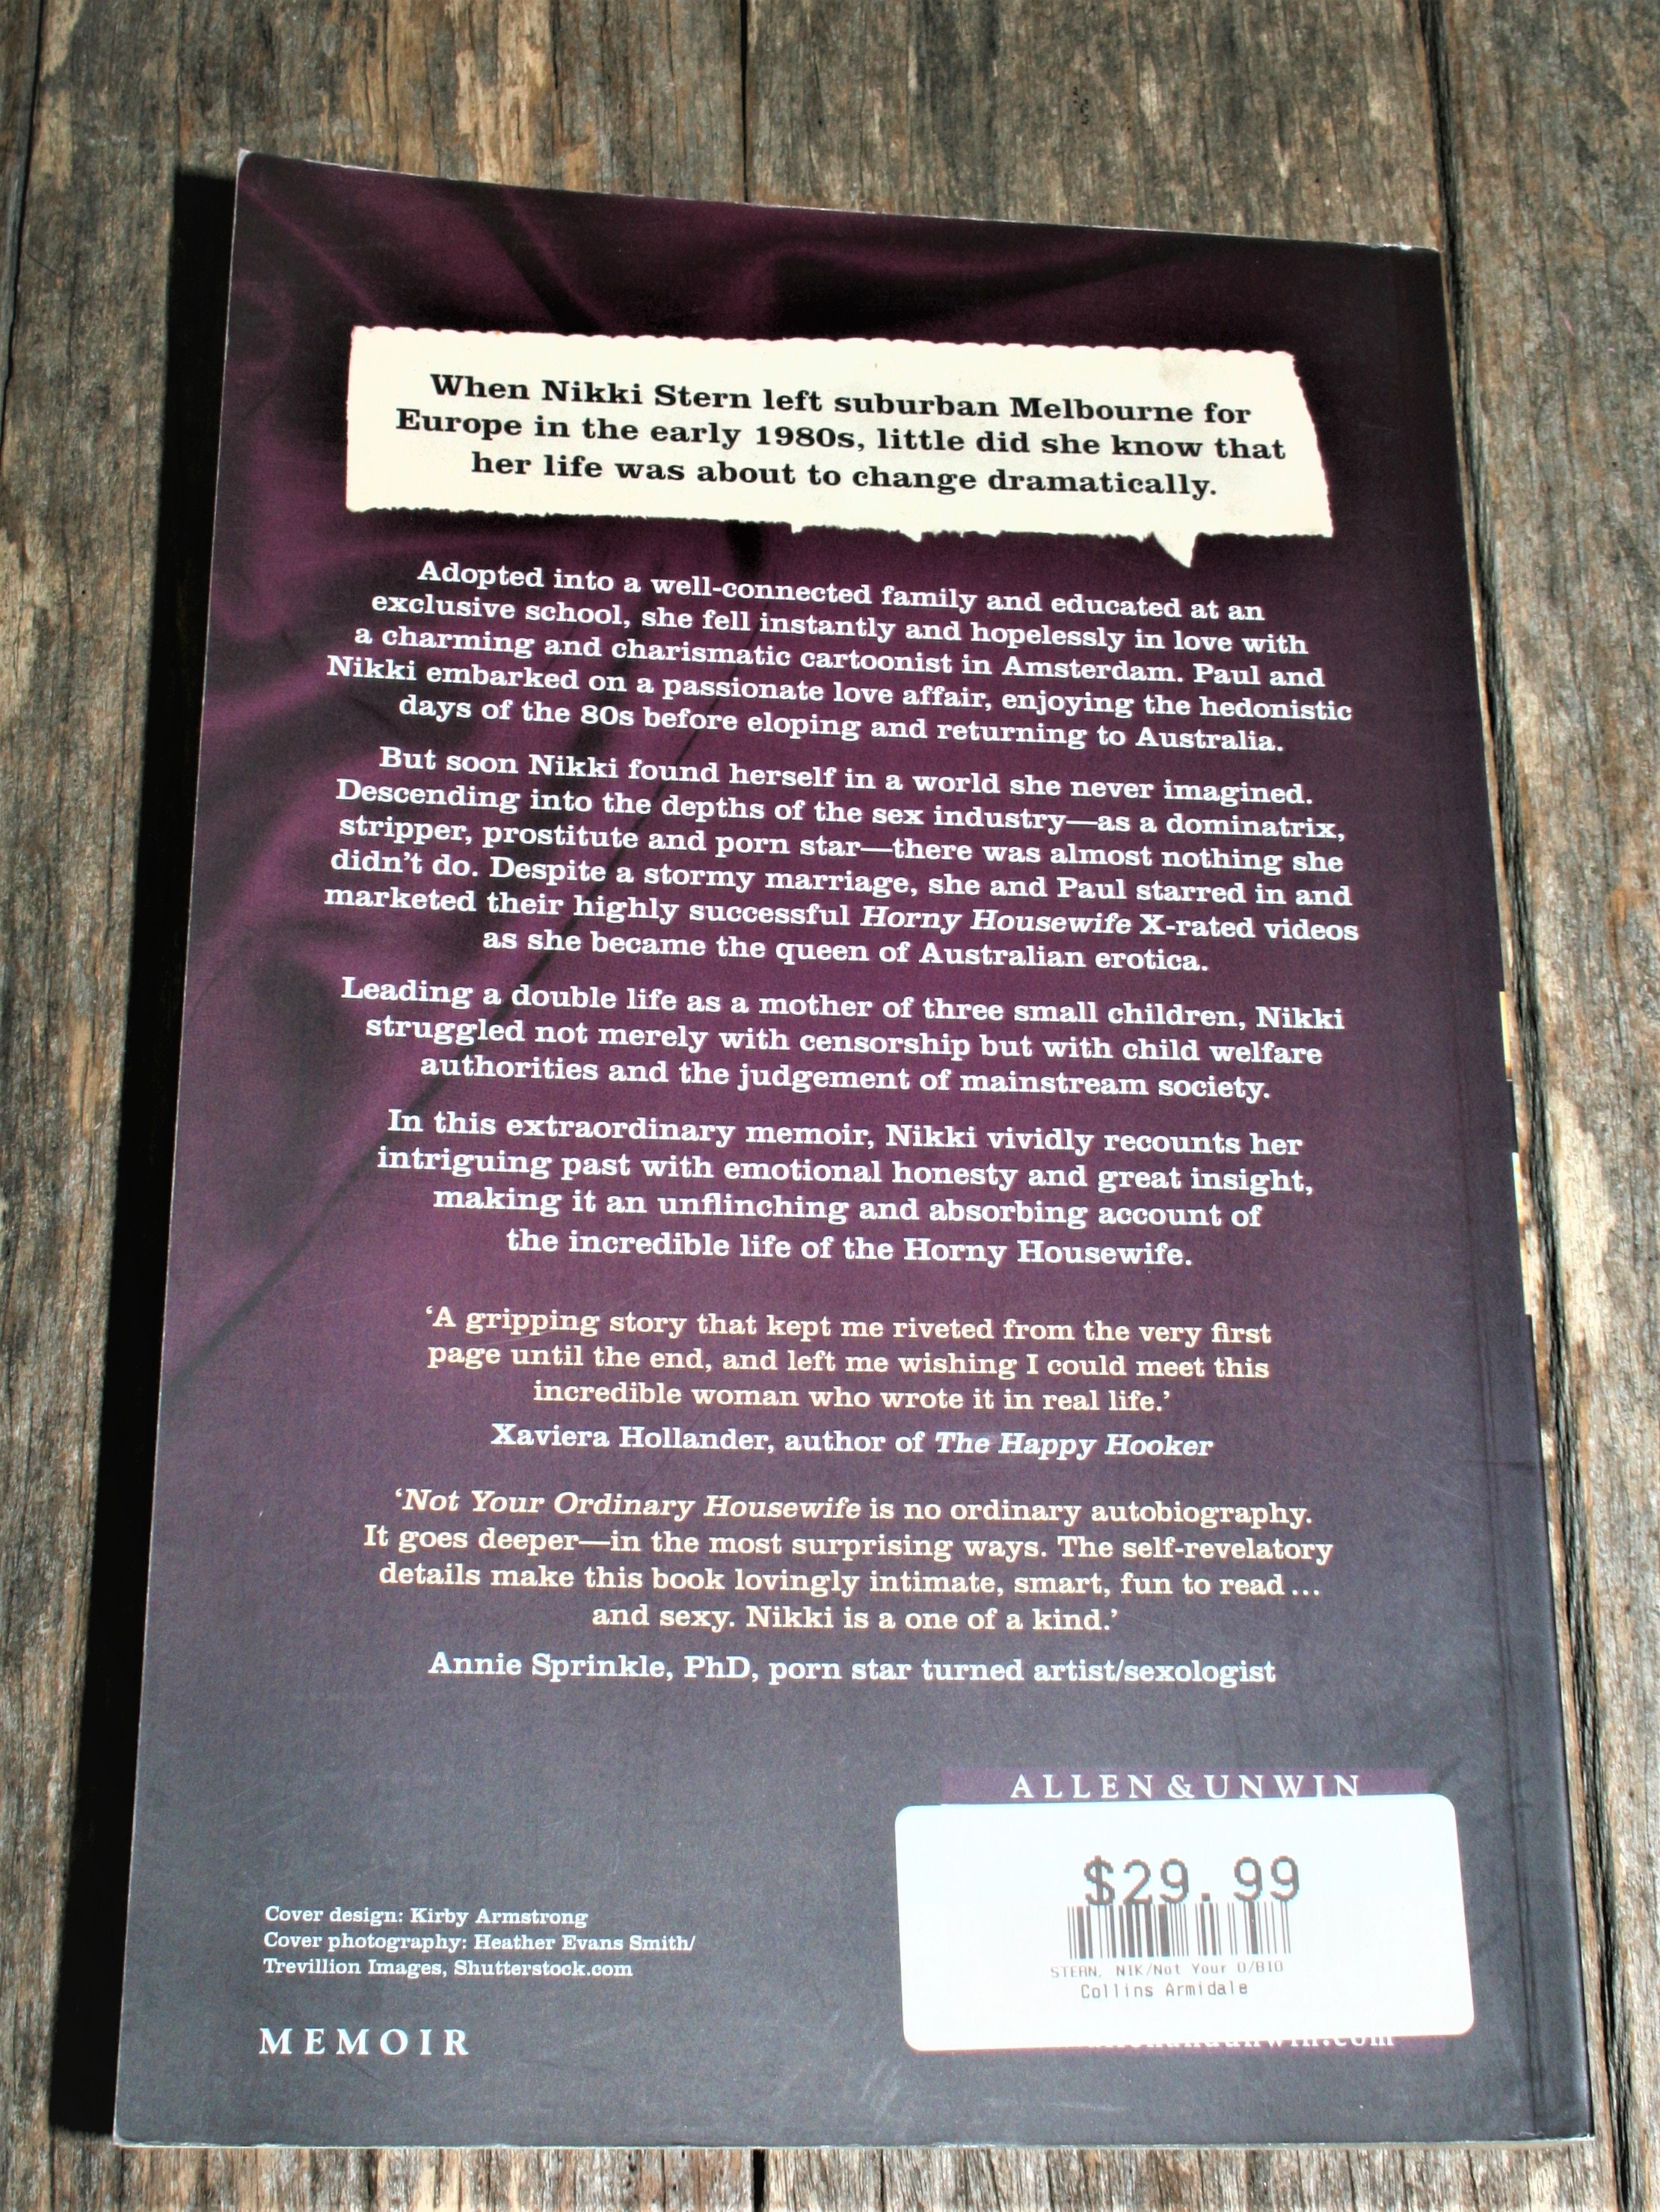 When Nikki Stern left suburban Melbourne for
Europe in the early 1980s, little did she know that
her life was about to change dramatically.
Adopted into a well-connected family and educated at an
exclusive school, she fell instantly and hopelessly in love with
a charming and charismatic cartoonist in Amsterdam. Paul and
Nikki embarked on a passionate love affair, enjoying the hedonistic
days of the 80s before eloping and returning to Australia.
But soon Nikki found herself in a world she never imagined.
Descending into the depths of the sex industry—as a dominatrix,
stripper, prostitute and porn star—there was almost nothing she
didn't do. Despite a stormy marriage, she and Paul starred in and
marketed their highly successful Horny Housewife X-rated videos
as she became the queen of Australian erotica.
Leading a double life as a mother of three small children, Nikki
struggled not merely with censorship but with child welfare
authorities and the judgement of mainstream society.
In this extraordinary memoir, Nikki vividly recounts her
intriguing past with emotional honesty and great insight,
making it an unflinching and absorbing account of
the incredible life of the Horny Housewife.
‘A gripping story that kept me riveted from the very first
page until the end, and left me wishing I could meet this
incredible woman who wrote it in real life.’
Xaviera Hollander, author of The Happy Hooker
‘Not Your Ordinary Housewife is no ordinary autobiography.
It goes deeper—in the most surprising ways. The self-revelatory
details make this book lovingly intimate, smart, fun to read…
and sexy. Nikki is a one of a kind.’
Annie Sprinkle, PhD, porn star turned artist/sexologist
ALLEN & UNWIN
$29.99
STERN, NIK/Not Your O/BIO
Collins Armidale
Cover design: Kirby Armstrong
Cover photography: Heather Evans Smith/
Trevillion Images, Shutterstock.com
MEMOIR